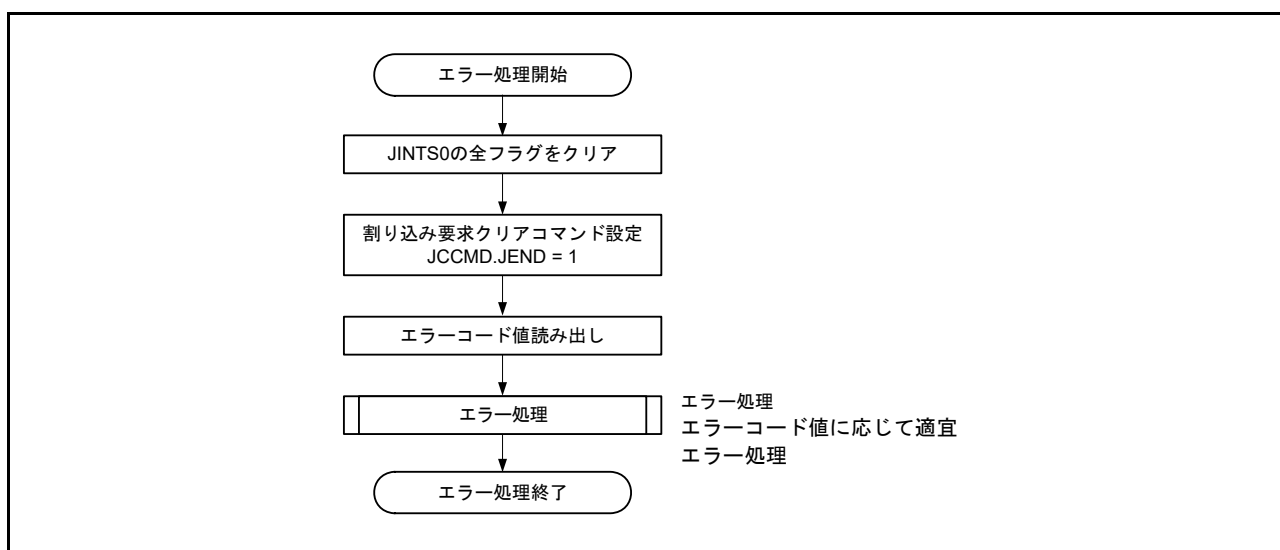 エラー処理開始
JINTS0の全フラグをクリア
割り込み要求クリアコマンド設定
JCCMD.JEND = 1
エラーコード値読み出し
エラー処理
エラー処理
エラーコード値に応じて適宜
エラー処理
エラー処理終了